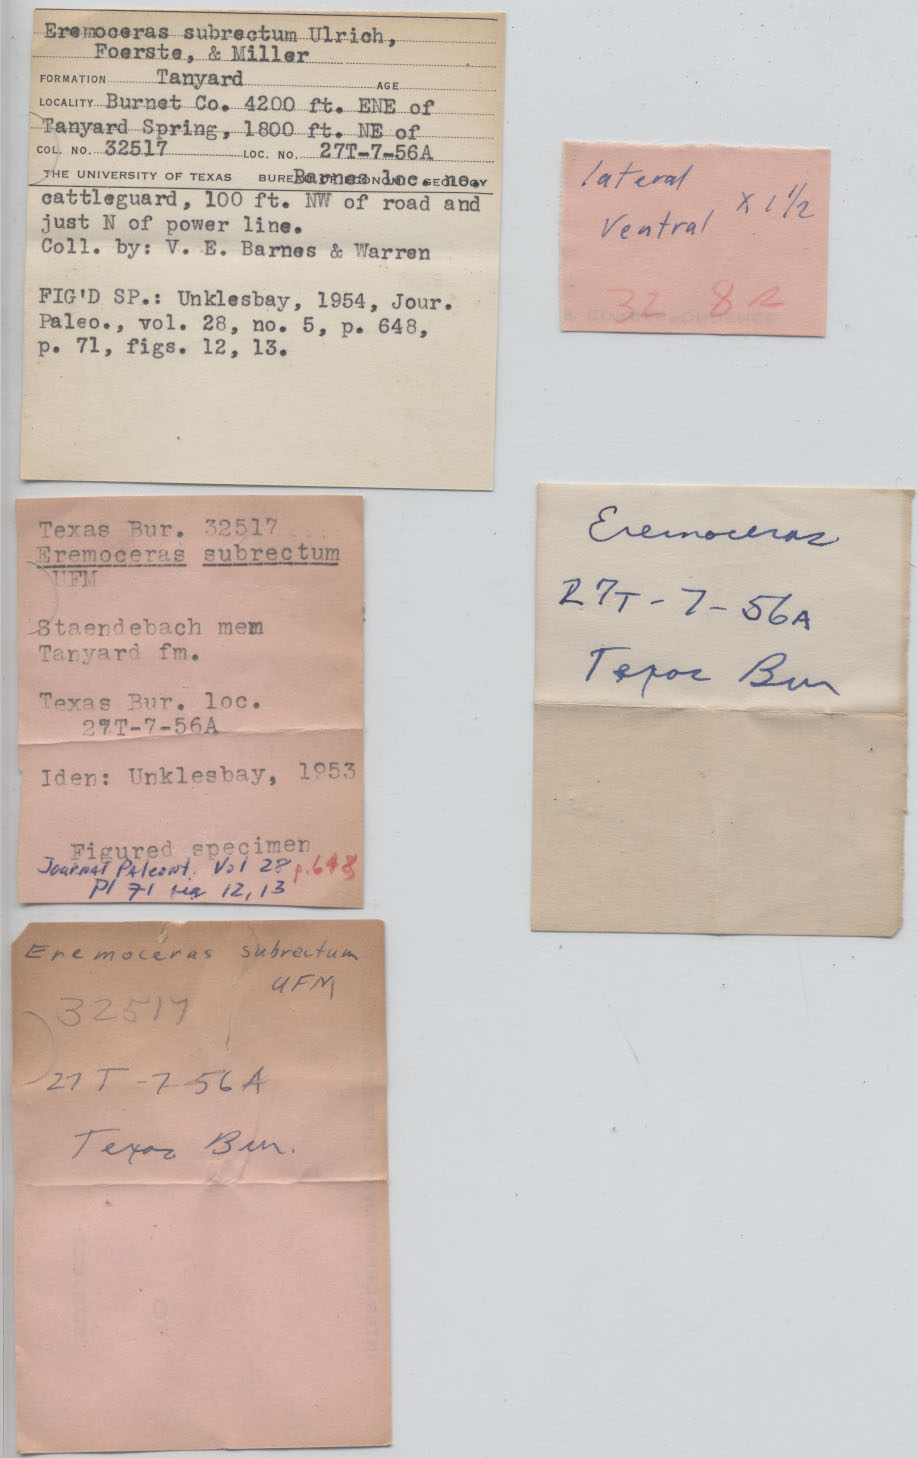 Eremoceras subrectum Ulrich,
Foerste, & Miller
FORMATION Tanyard AGE
LOCALITY Burnet Co. 4200 ft. ENE of
Tanyard Spring, 1800 ft. NE of
COL. NO. 32517 LOC. NO. 27T-7-56A
Barnes loc. no.
THE UNIVERSITY OF TEXAS BUREAU OF ECONOMIC GEOLOGY
cattleguard, 100 ft. NW of road and
just N of power line.
Coll. by: V. E. Barnes & Warren
FIG'D SP.: Unklesbay, 1954, Jour.
Paleo., vol. 28, no. 5, p. 648,
p. 71, figs. 12, 13.
lateral
ventral x 1 1/2
32 8 R
Texas Bur. 32517
Eremoceras subrectum
UFM
Staendebach mem
Tanyard fm.
Texas Bur. loc.
27T-7-56A
Iden: Unklesbay, 1953
Figured specimen
Journal Paleont. Vol 28 p.648,
Pl 71 12, 13
Eremoceras
27T-7-56A
Texas Bur
Eremoceras subrectum
UFM
32517
27T-7-56A
Texas Bur.